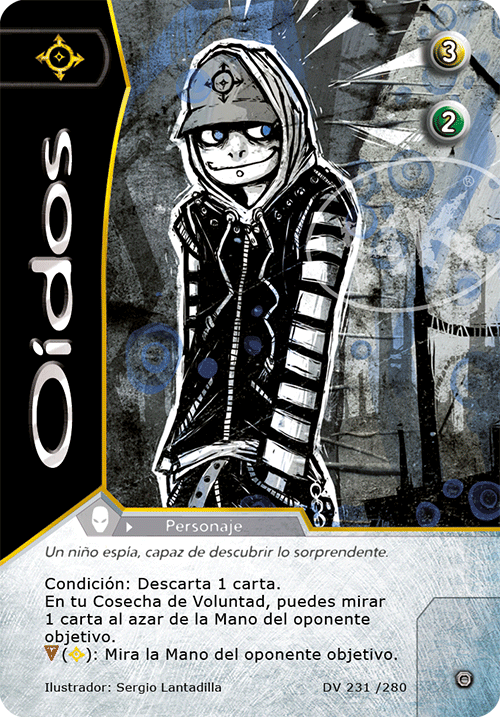 3
2
Oídos
Personaje
Un niño espía, capaz de descubrir lo sorprendente.
Condición: Descarta 1 carta.
En tu Cosecha de Voluntad, puedes mirar
1 carta al azar de la Mano del oponente
objetivo.
( ): Mira la Mano del oponente objetivo.
Ilustrador: Sergio Lantadilla DV 231 /280